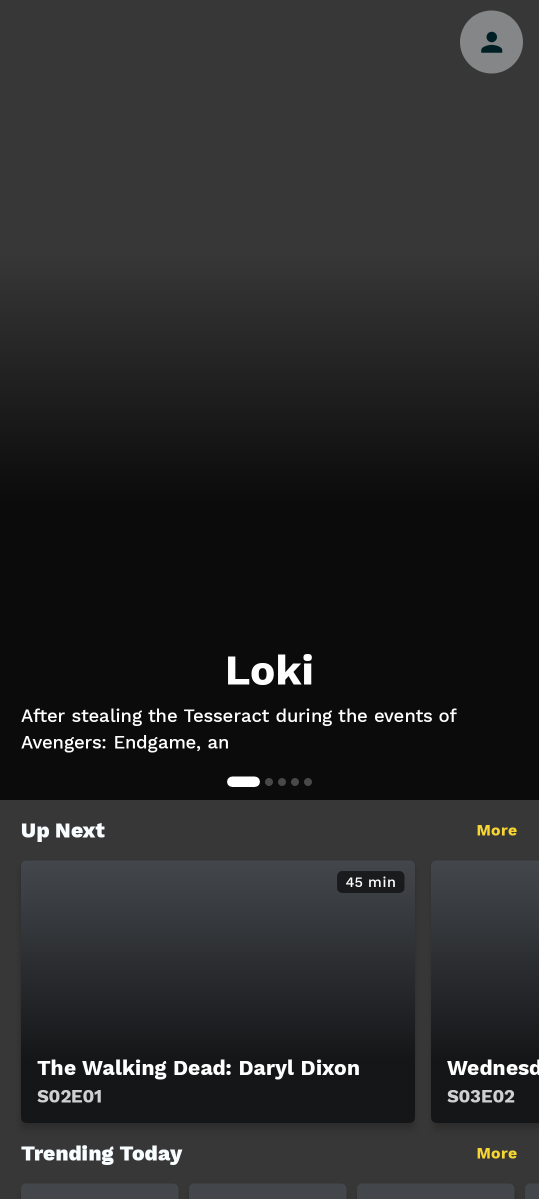 Loki
After stealing the Tesseract during the events of
Avengers: Endgame, an
Up Next
More
45 min
The Walking Dead: Daryl Dixon
S02E01
Wednesd
S03E02
Trending Today
More